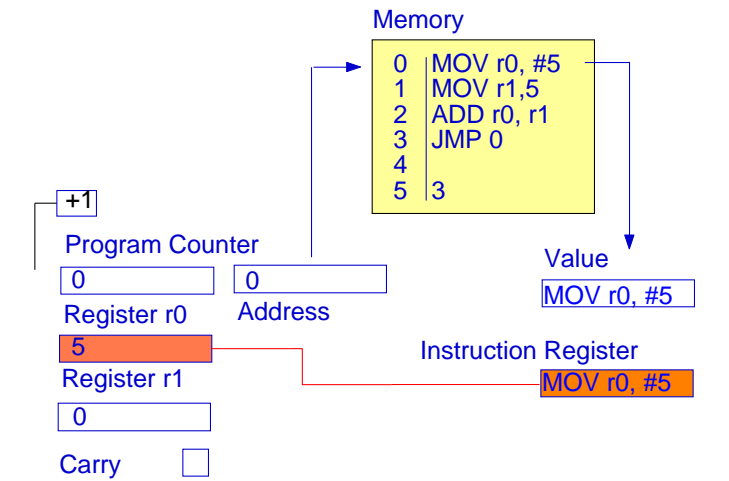 Memory
0 MOV r0, #5
1 MOV r1,5
2 ADD r0, r1
3 JMP 0
4
5 3
+1
Program Counter
0
0
Address
Value
MOV r0, #5
Register r0
5
Instruction Register
MOV r0, #5
Register r1
0
Carry